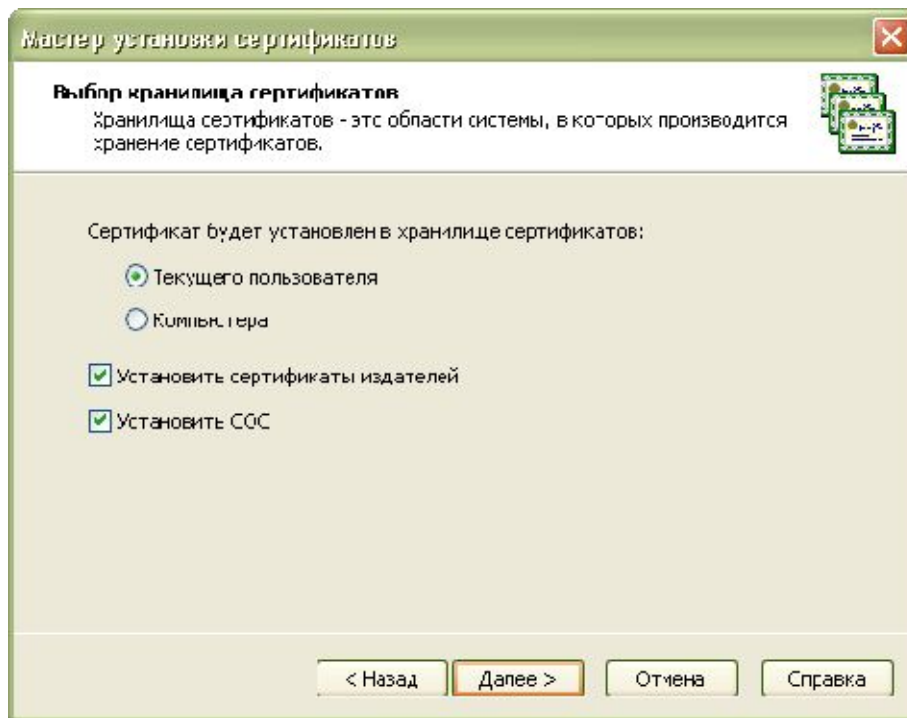 Мастер установки сертификатов
Выбор хранилища сертификатов
Хранилища сертификатов - это области системы, в которых производится
хранение сертификатов.
Сертификат будет установлен в хранилище сертификатов:
Текущего пользователя
Компьютера
Установить сертификаты издателей
Установить СОС
< Назад
Далее >
Отмена
Справка